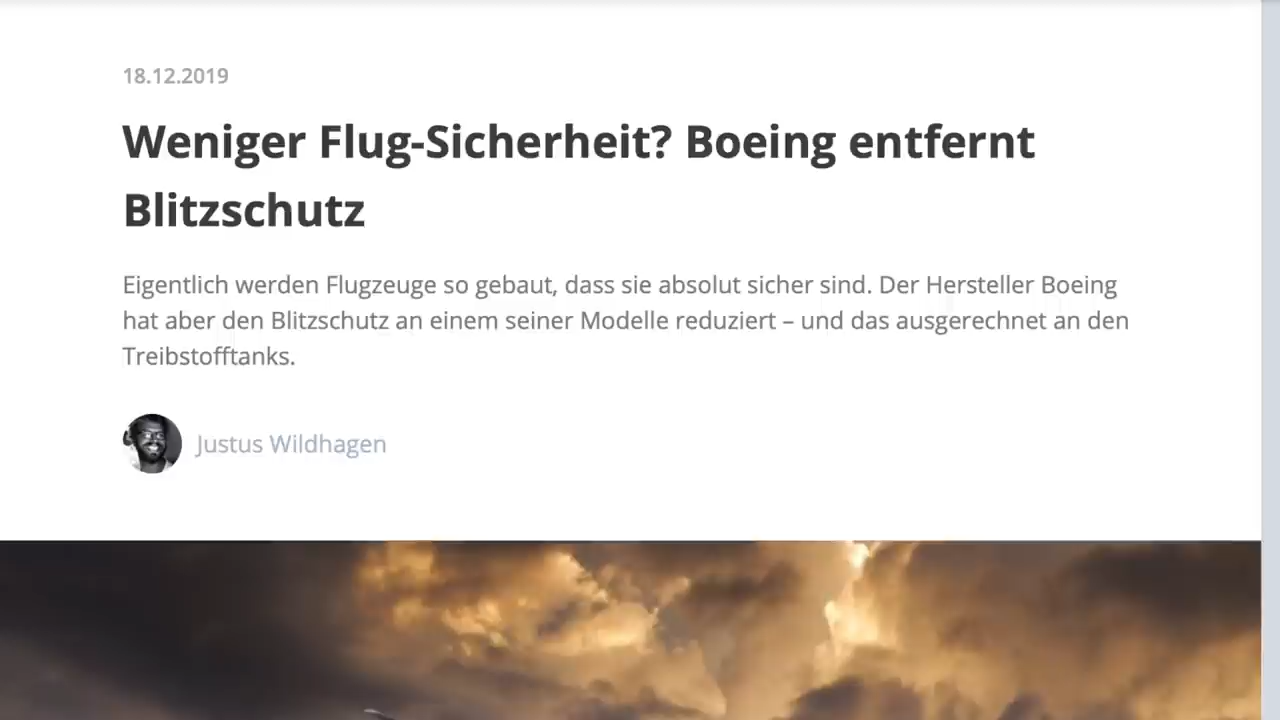 18.12.2019
Weniger Flug-Sicherheit? Boeing entfernt
Blitzschutz
Eigentlich werden Flugzeuge so gebaut, dass sie absolut sicher sind. Der Hersteller Boeing
hat aber den Blitzschutz an einem seiner Modelle reduziert – und das ausgerechnet an den
Treibstofftanks.
Justus Wildhagen